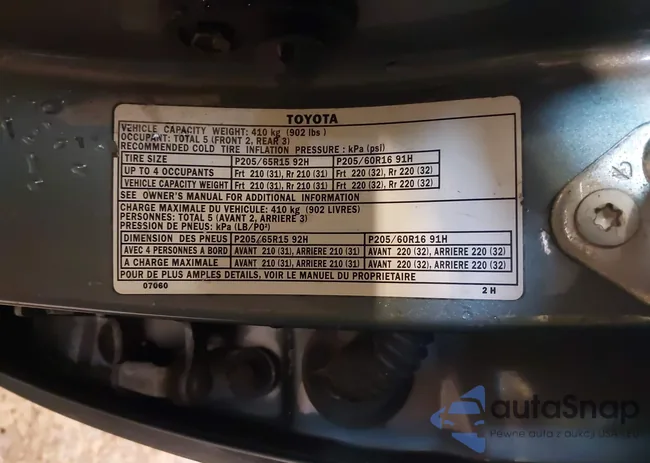 TOYOTA
VEHICLE CAPACITY WEIGHT: 410 kg (902 lbs )
OCCUPANT: TOTAL 5 (FRONT 2, REAR 3)
RECOMMENDED COLD TIRE INFLATION PRESSURE : kPa (psi)
TIRE SIZE P205/65R15 92H P205/60R16 91H
UP TO 4 OCCUPANTS Frt 210 (31), Rr 210 (31) Frt 220 (32), Rr 220 (32)
VEHICLE CAPACITY WEIGHT Frt 210 (31), Rr 210 (31) Frt 220 (32), Rr 220 (32)
SEE OWNER'S MANUAL FOR ADDITIONAL INFORMATION
CHARGE MAXIMALE DU VEHICULE: 410 kg (902 LIVRES)
PERSONNES: TOTAL 5 (AVANT 2, ARRIERE 3)
PRESSION DE PNEUS: kPa (LB/PO²)
DIMENSION DES PNEUS P205/65R15 92H P205/60R16 91H
AVEC 4 PERSONNES A BORD AVANT 210 (31), ARRIERE 210 (31) AVANT 220 (32), ARRIERE 220 (32)
A CHARGE MAXIMALE AVANT 210 (31), ARRIERE 210 (31) AVANT 220 (32), ARRIERE 220 (32)
POUR DE PLUS AMPLES DETAILS, VOIR LE MANUEL DU PROPRIETAIRE
07060 2 H
autaSnap
Pewne auta z aukcji USA